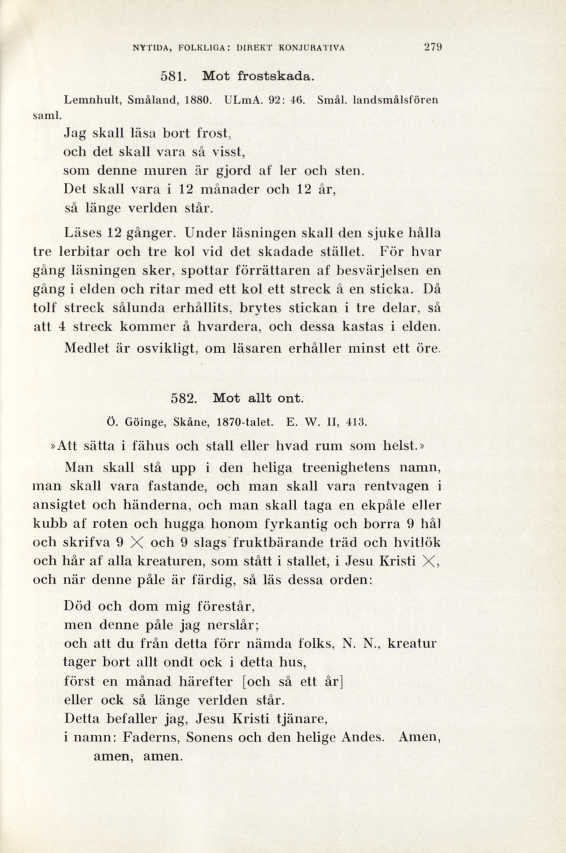 NYTIDA, FOLKLIGA: DIREKT KONJURATIVA 279
581. Mot frostskada.
Lemnhult, Småland, 1880. ULmA. 92: 46. Smål. landsmålsfören
saml.
Jag skall läsa bort frost,
och det skall vara så visst,
som denne muren är gjord af ler och sten.
Det skall vara i 12 månader och 12 år,
så länge verlden står.
Läses 12 gånger. Under läsningen skall den sjuke hålla
tre lerbitar och tre kol vid det skadade stället. För hvar
gång läsningen sker, spottar förrättaren af besvärjelsen en
gång i elden och ritar med ett kol ett streck å en sticka. Då
tolf streck sålunda erhållits, brytes stickan i tre delar, så
att 4 streck kommer å hvardera, och dessa kastas i elden.
Medlet är osvikligt, om läsaren erhåller minst ett öre.
582. Mot allt ont.
Ö. Göinge, Skåne, 1870-talet. E. W. II, 413.
»Att sätta i fähus och stall eller hvad rum som helst.»
Man skall stå upp i den heliga treenighetens namn,
man skall vara fastande, och man skall vara rentvagen i
ansigtet och händerna, och man skall taga en ekpåle eller
kubb af roten och hugga honom fyrkantig och borra 9 hål
och skrifva 9 X och 9 slags fruktbärande träd och hvitlök
och hår af alla kreaturen, som stått i stallet, i Jesu Kristi X,
och när denne påle är färdig, så läs dessa orden:
Död och dom mig förestår,
men denne påle jag nerslår;
och att du från detta förr nämda folks, N. N., kreatur
tager bort allt ondt ock i detta hus,
först en månad härefter [och så ett år]
eller ock så länge verlden står.
Detta befaller jag, Jesu Kristi tjänare,
i namn: Faderns, Sonens och den helige Andes. Amen,
amen, amen.